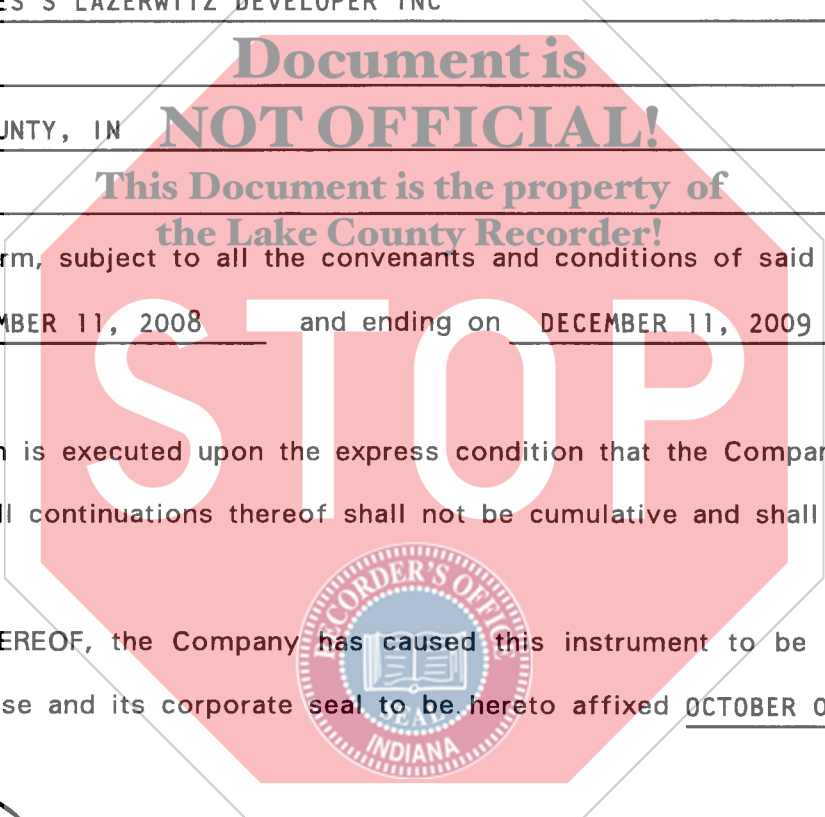 S LAZERWITZ DEVELOPER INC
Document is
NOT OFFICIAL!
UNTY, IN
This Document is the property of
the Lake County Recorder!
rm, subject to all the convenants and conditions of said
MBER 11, 2008 and ending on DECEMBER 11, 2009
STOP
n is executed upon the express condition that the Compan
ll continuations thereof shall not be cumulative and shall
RECORDER'S OFFICE
EREOF, the Company has caused this instrument to be
se and its corporate seal to be hereto affixed OCTOBER 0
SEAL
INDIANA